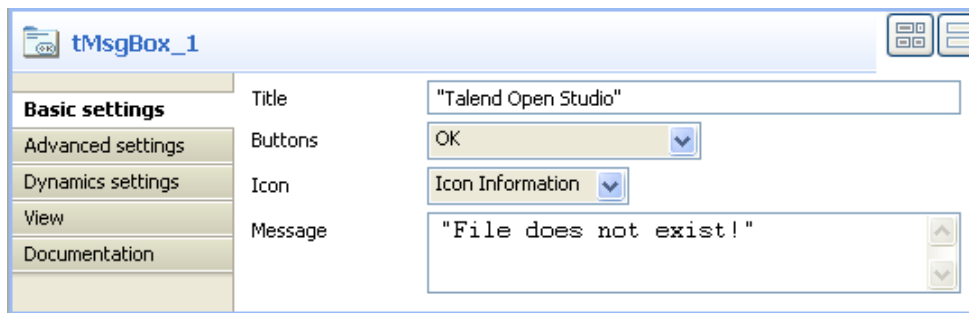 tMsgBox_1
Basic settings
Advanced settings
Dynamics settings
View
Documentation
Title "Talend Open Studio"
Buttons OK
Icon Icon Information
Message "File does not exist!"